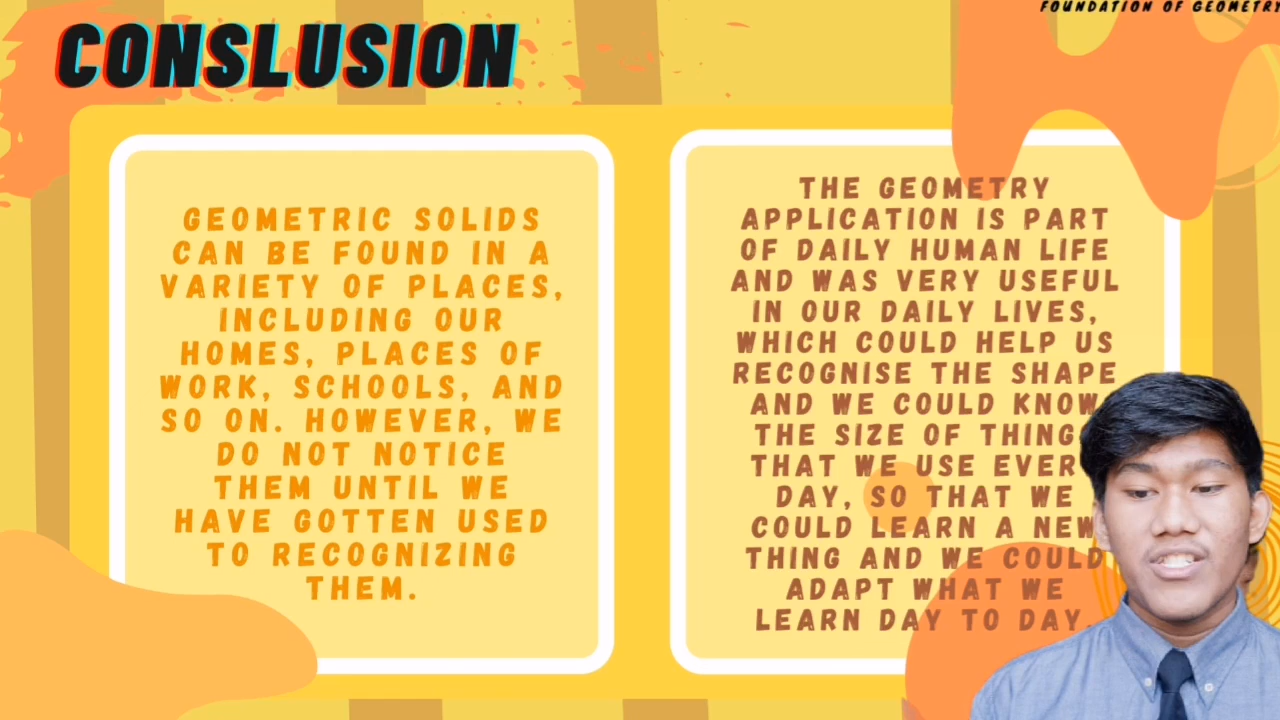 FOUNDATION OF GEOMETRY
CONSLUSION
GEOMETRIC SOLIDS
CAN BE FOUND IN A
VARIETY OF PLACES,
INCLUDING OUR
HOMES, PLACES OF
WORK, SCHOOLS, AND
SO ON. HOWEVER, WE
DO NOT NOTICE
THEM UNTIL WE
HAVE GOTTEN USED
TO RECOGNIZING
THEM.
THE GEOMETRY
APPLICATION IS PART
OF DAILY HUMAN LIFE
AND WAS VERY USEFUL
IN OUR DAILY LIVES,
WHICH COULD HELP US
RECOGNISE THE SHAPE
AND WE COULD KNOW
THE SIZE OF THING
THAT WE USE EVER
DAY, SO THAT WE
COULD LEARN A NEW
THING AND WE COULD
ADAPT WHAT WE
LEARN DAY TO DAY.